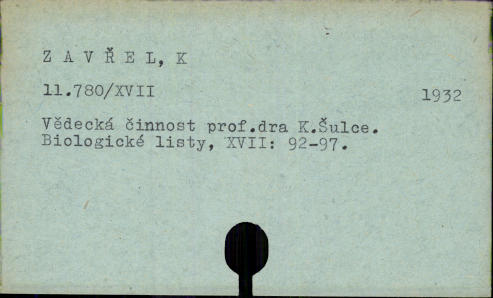 Z A V Ř E L, K
11.780/XVII 1932
Vědecká činnost prof.dra K.Šulce.
Biologické listy, XVII: 92-97.